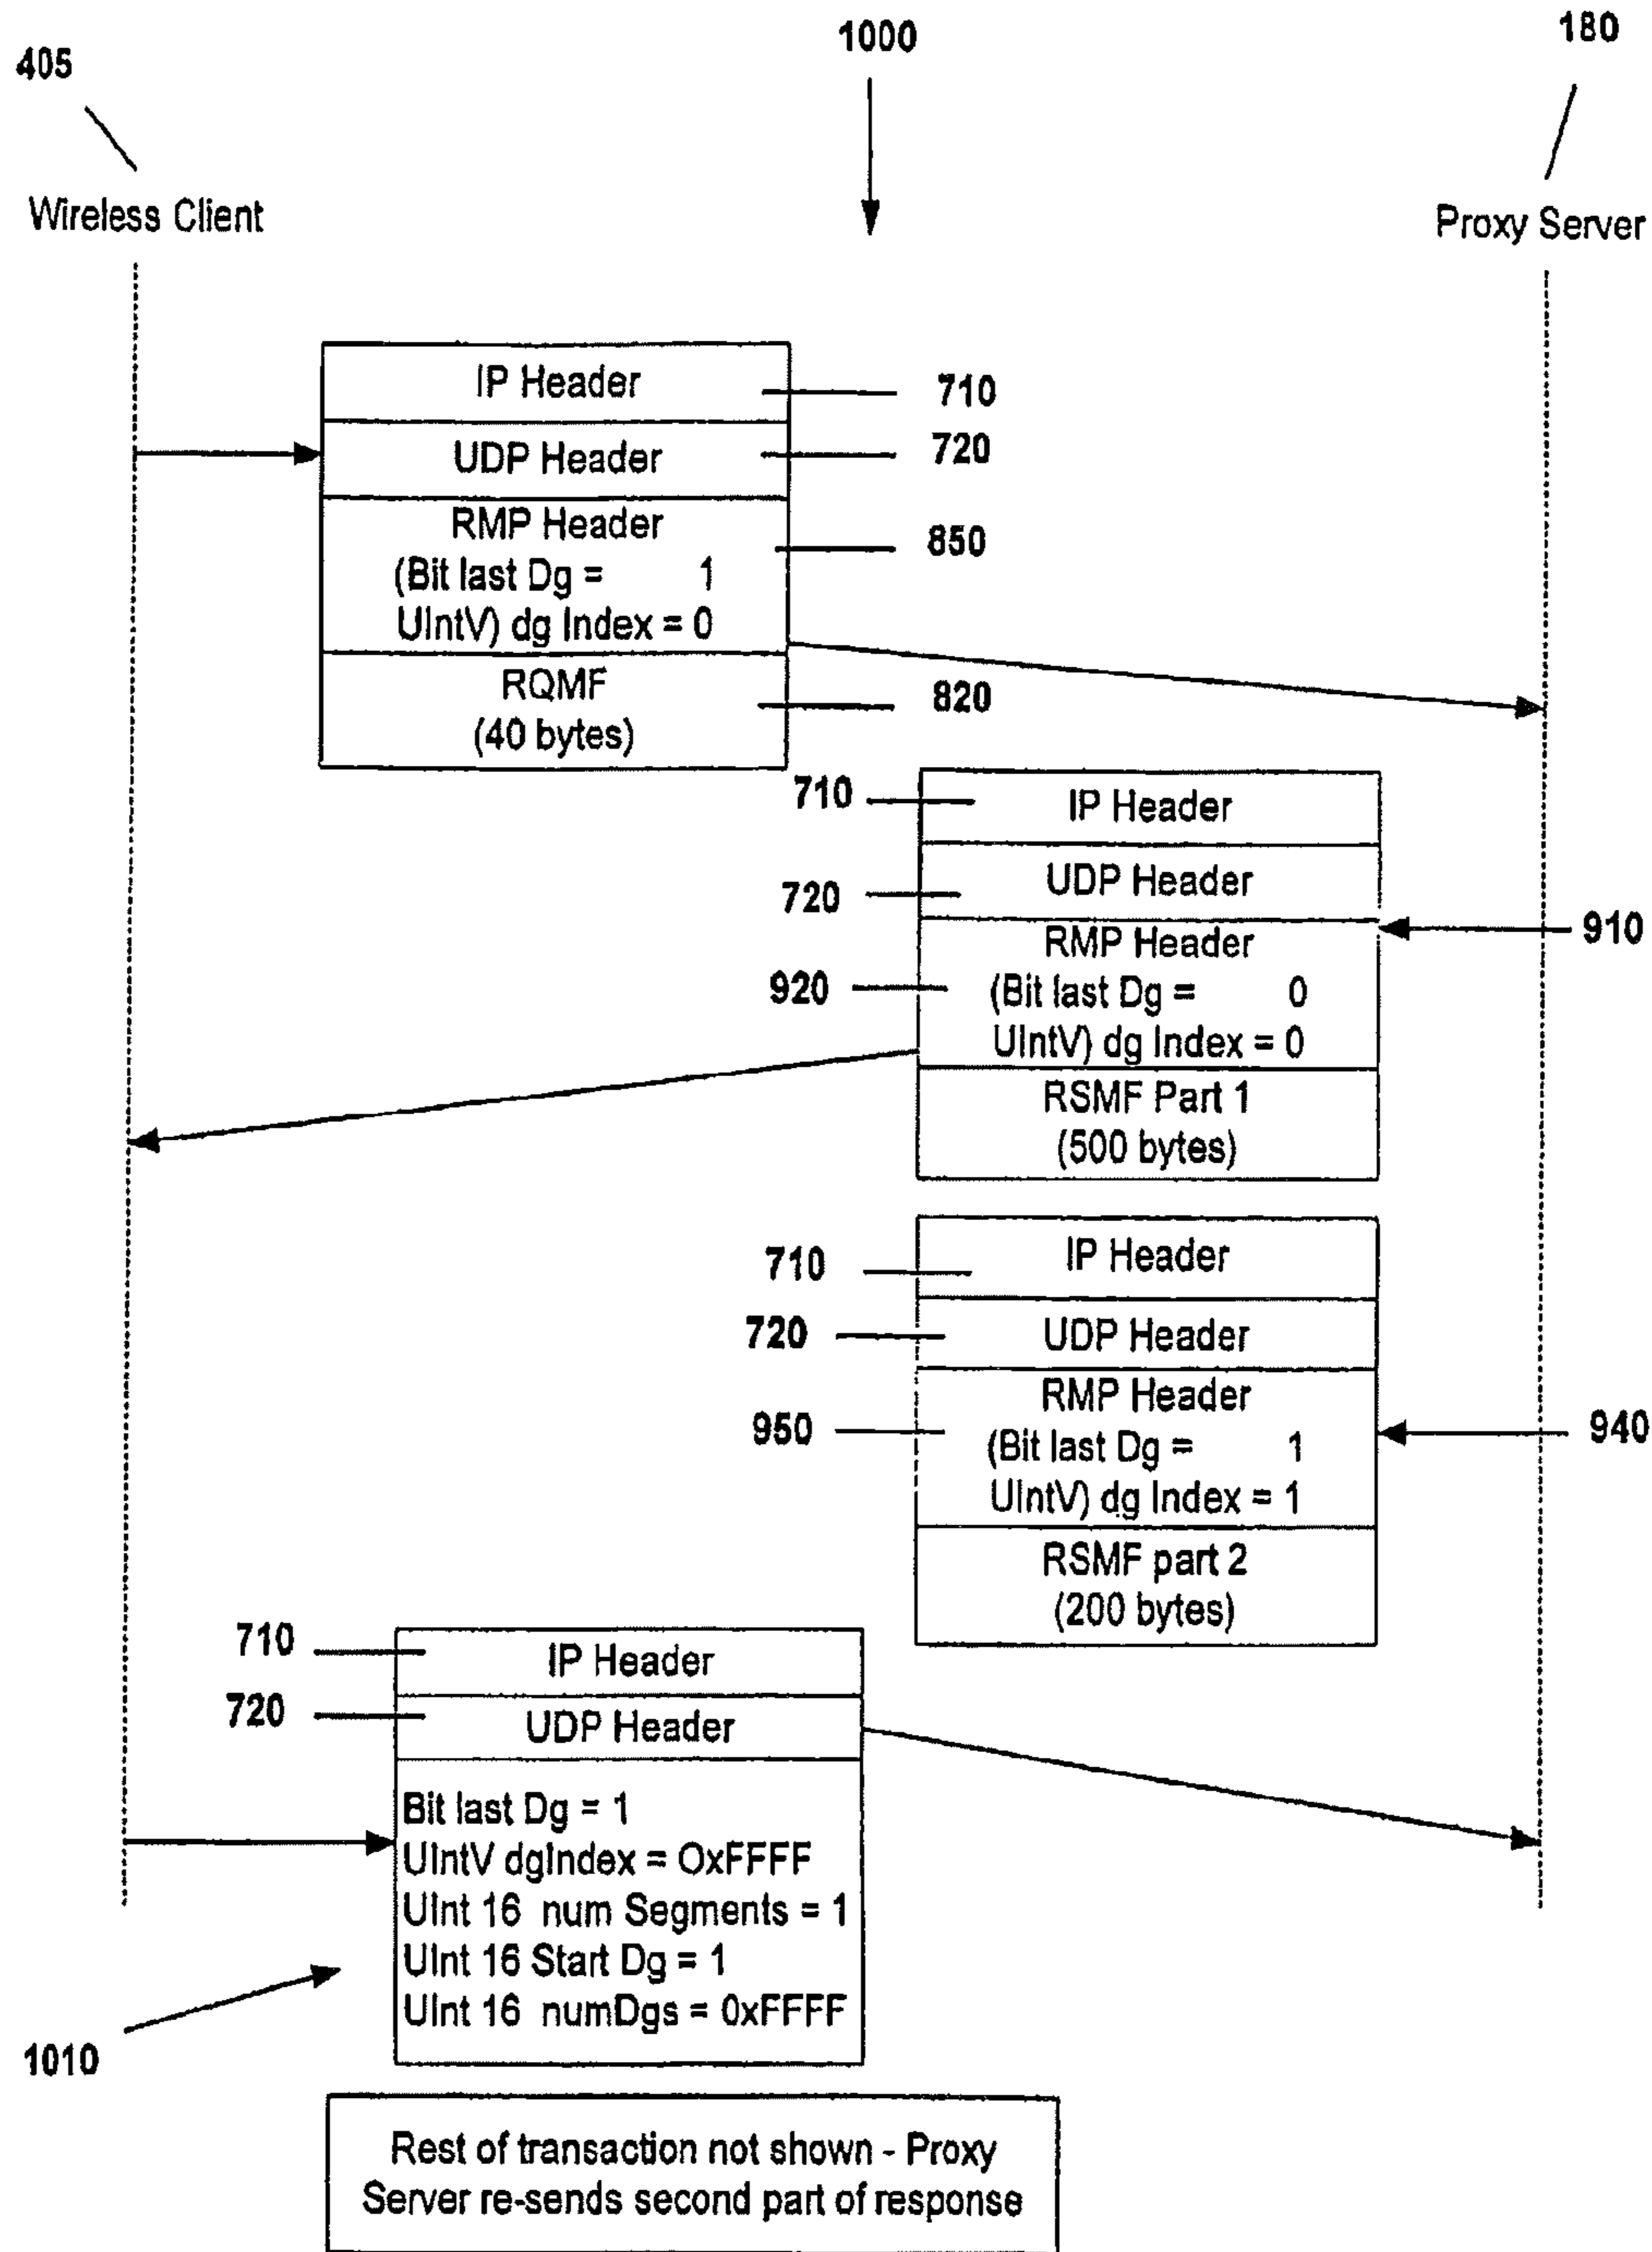 1000
180
405
Wireless Client
Proxy Server
IP Header
710
UDP Header
720
RMP Header
(Bit last Dg = 1
UIntV) dg Index = 0
850
RQMF
(40 bytes)
820
710
IP Header
720
UDP Header
910
RMP Header
(Bit last Dg = 0
UIntV) dg Index = 0
920
RSMF Part 1
(500 bytes)
710
IP Header
720
UDP Header
RMP Header
(Bit last Dg = 1
UIntV) dg Index = 1
950
940
RSMF part 2
(200 bytes)
710
IP Header
720
UDP Header
Bit last Dg = 1
UIntV dgIndex = OxFFFF
UInt 16 num Segments = 1
UInt 16 Start Dg = 1
UInt 16 numDgs = 0xFFFF
1010
Rest of transaction not shown - Proxy
Server re-sends second part of response